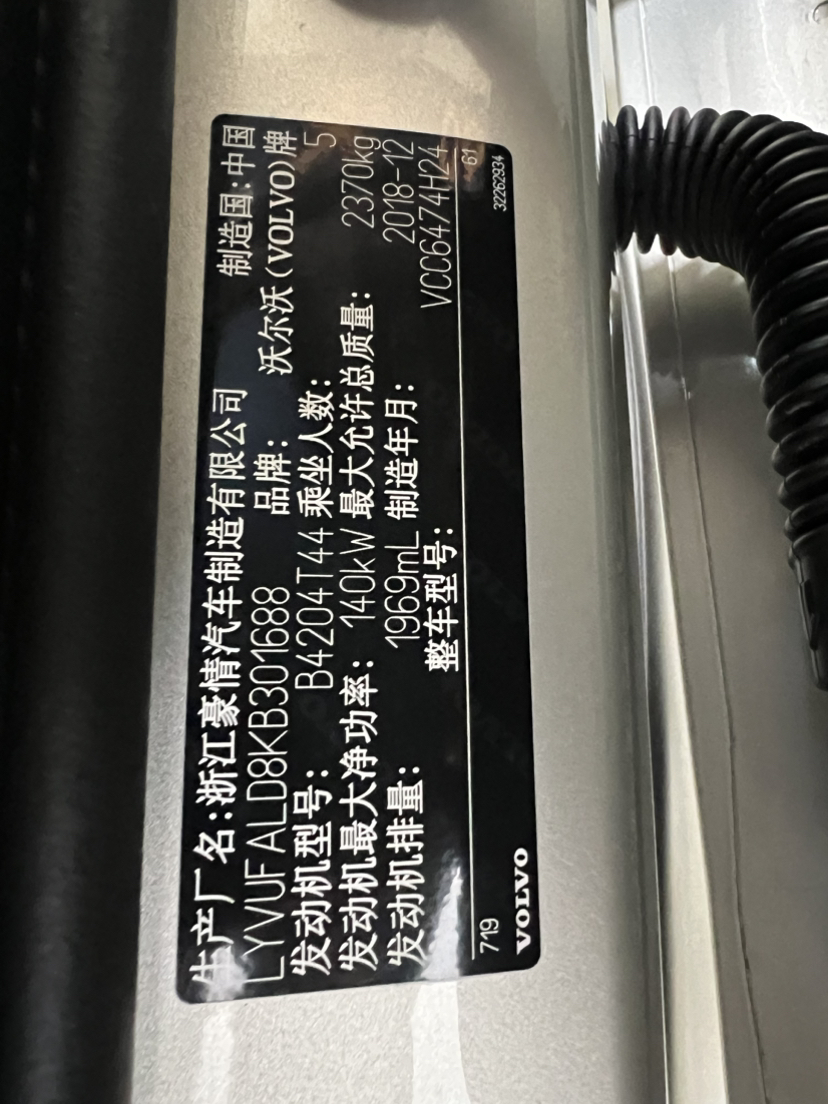 生产厂名:浙江豪情汽车制造有限公司 制造国:中国
LYVUFALD8KB301688 品牌: 沃尔沃(VOLVO)牌
发动机型号: B4204T44 乘坐人数: 5
发动机最大净功率: 140kW 最大允许总质量: 2370kg
发动机排量: 1969mL 制造年月: 2018-12
整车型号: VCC6474H24
719 61
VOLVO 32262934